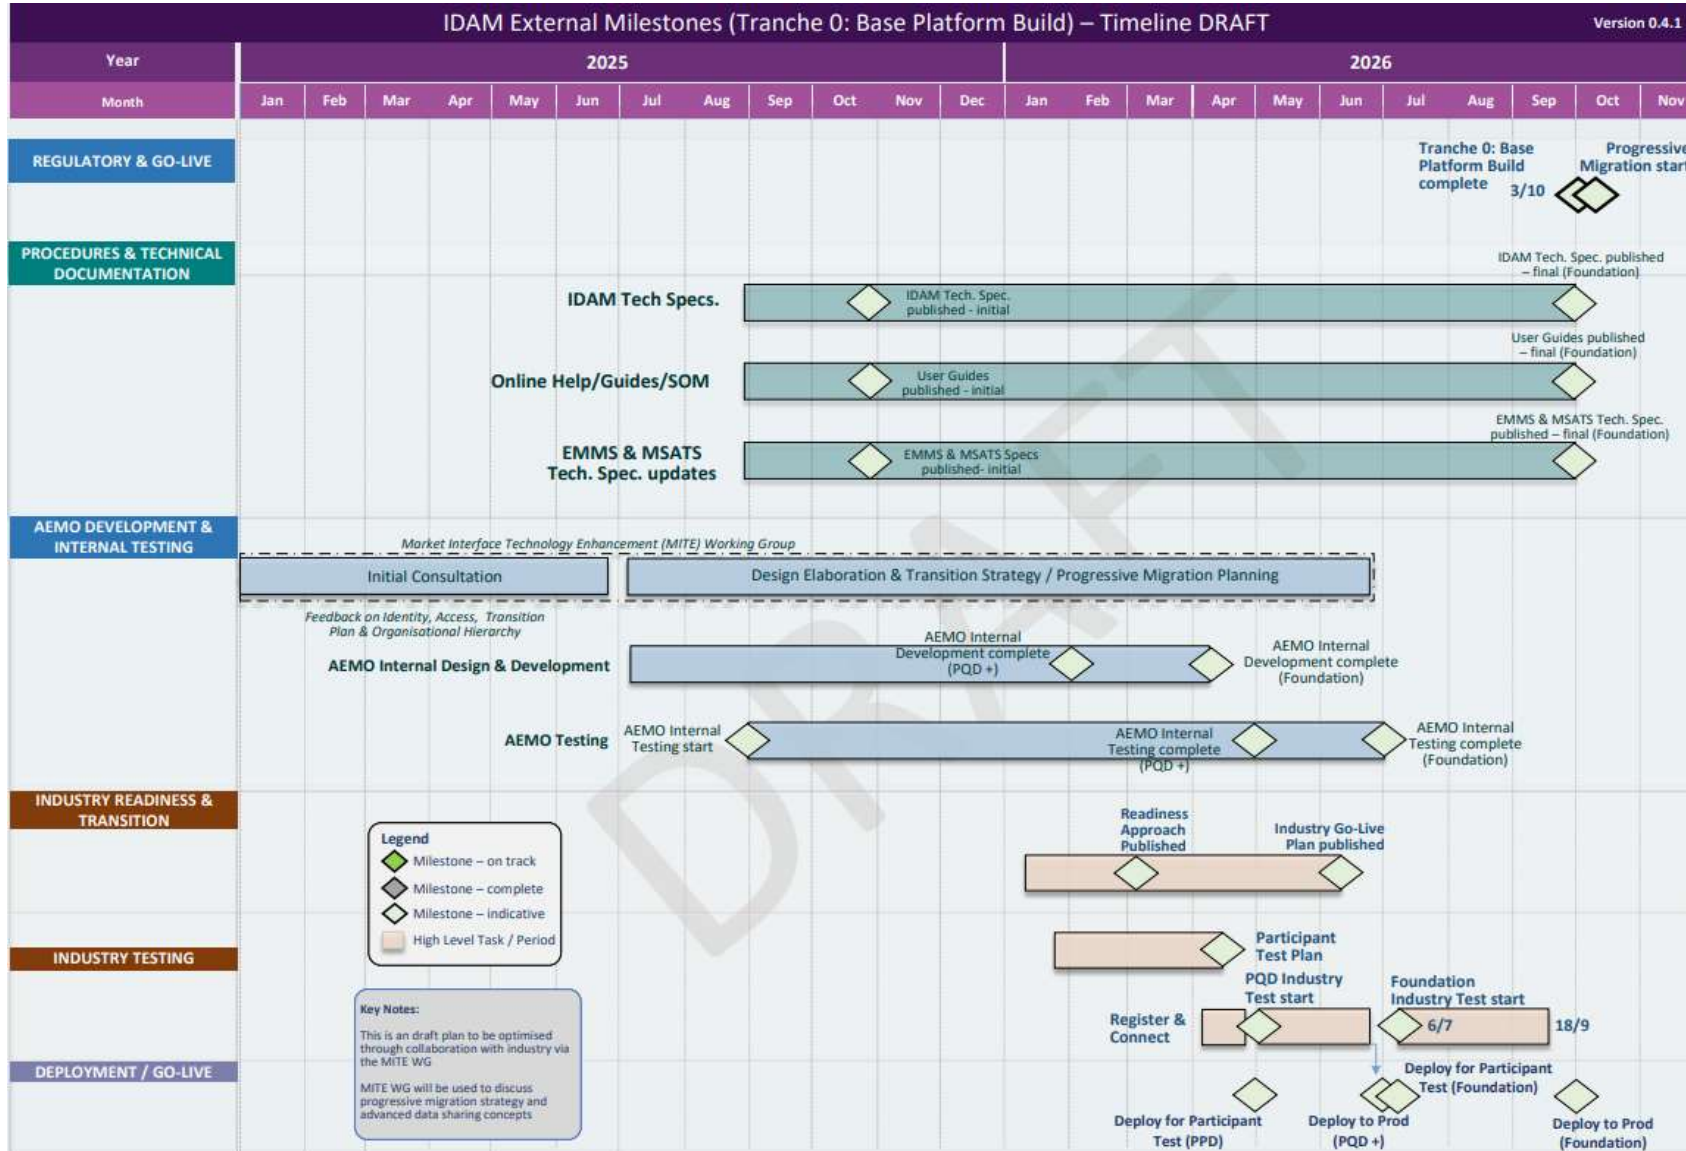 IDAM External Milestones (Tranche 0: Base Platform Build) – Timeline DRAFT
Version 0.4.1
Year
2025
2026
Month
Jan
Feb
Mar
Apr
May
Jun
Jul
Aug
Sep
Oct
Nov
Dec
Jan
Feb
Mar
Apr
May
Jun
Jul
Aug
Sep
Oct
Nov
REGULATORY & GO-LIVE
Tranche 0: Base
Platform Build
complete
3/10
Progressive
Migration start
PROCEDURES & TECHNICAL
DOCUMENTATION
IDAM Tech. Spec. published
– final (Foundation)
IDAM Tech Specs.
IDAM Tech. Spec.
published - initial
User Guides published
– final (Foundation)
Online Help/Guides/SOM
User Guides
published - initial
EMMS & MSATS Tech. Spec.
published – final (Foundation)
EMMS & MSATS
Tech. Spec. updates
EMMS & MSATS Specs
published- initial
AEMO DEVELOPMENT &
INTERNAL TESTING
Market Interface Technology Enhancement (MITE) Working Group
Initial Consultation
Design Elaboration & Transition Strategy / Progressive Migration Planning
Feedback on Identity, Access, Transition
Plan & Organisational Hierarchy
AEMO Internal Design & Development
AEMO Internal
Development complete
(PQD +)
AEMO Internal
Development complete
(Foundation)
AEMO Testing
AEMO Internal
Testing start
AEMO Internal
Testing complete
(PQD +)
AEMO Internal
Testing complete
(Foundation)
INDUSTRY READINESS &
TRANSITION
Readiness
Approach
Published
Industry Go-Live
Plan published
Legend
Milestone – on track
Milestone – complete
Milestone – indicative
High Level Task / Period
INDUSTRY TESTING
Participant
Test Plan
PQD Industry
Test start
Foundation
Industry Test start
Register &
Connect
6/7
18/9
Key Notes:
This is an draft plan to be optimised
through collaboration with industry via
the MITE WG
MITE WG will be used to discuss
progressive migration strategy and
advanced data sharing concepts
DEPLOYMENT / GO-LIVE
Deploy for Participant
Test (Foundation)
Deploy for Participant
Test (PPD)
Deploy to Prod
(PQD +)
Deploy to Prod
(Foundation)
DRAFT